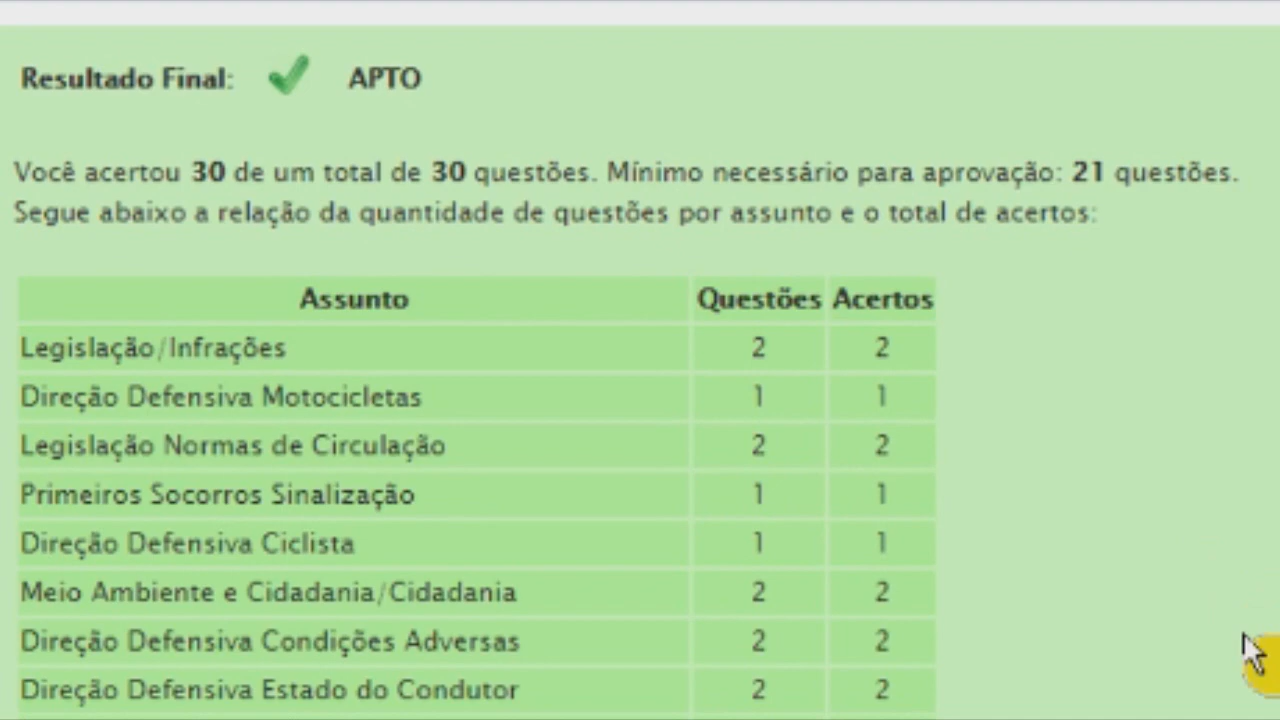 Resultado Final: APTO
Você acertou 30 de um total de 30 questões. Mínimo necessário para aprovação: 21 questões.
Segue abaixo a relação da quantidade de questões por assunto e o total de acertos:
Assunto Questões Acertos
Legislação/Infrações 2 2
Direção Defensiva Motocicletas 1 1
Legislação Normas de Circulação 2 2
Primeiros Socorros Sinalização 1 1
Direção Defensiva Ciclista 1 1
Meio Ambiente e Cidadania/Cidadania 2 2
Direção Defensiva Condições Adversas 2 2
Direção Defensiva Estado do Condutor 2 2